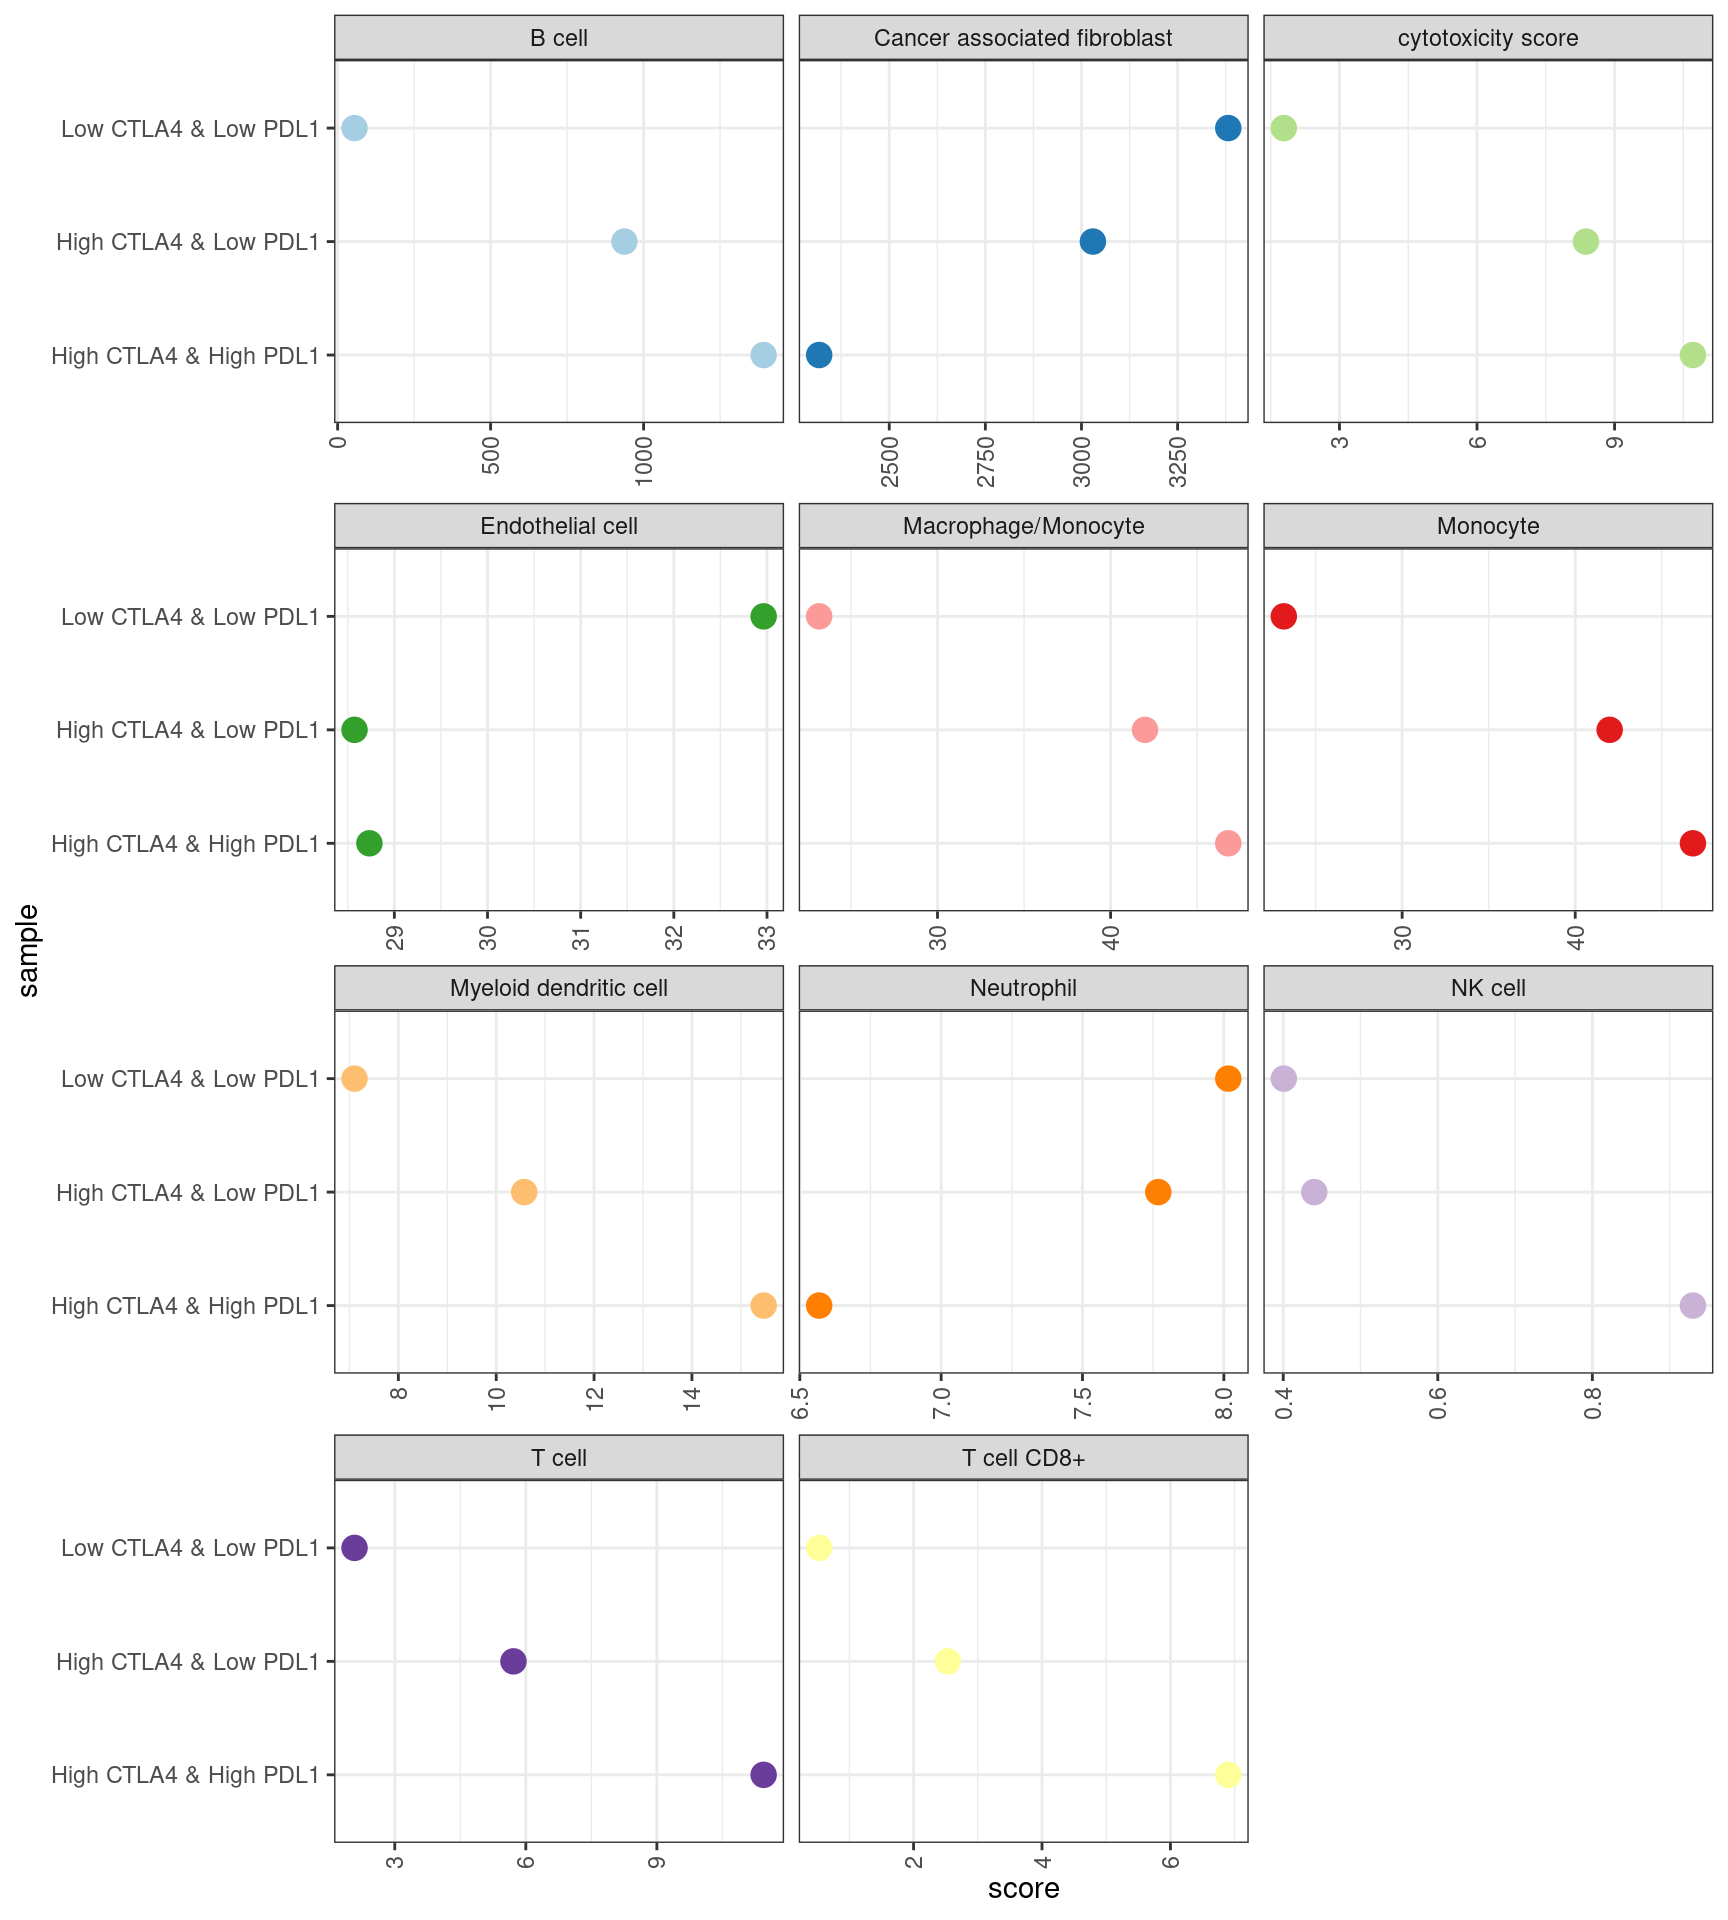 B cell
Cancer associated fibroblast
cytotoxicity score
Low CTLA4 & Low PDL1
High CTLA4 & Low PDL1
High CTLA4 & High PDL1
0 500 1000
2500 2750 3000 3250
3 6 9
Endothelial cell
Macrophage/Monocyte
Monocyte
Low CTLA4 & Low PDL1
High CTLA4 & Low PDL1
High CTLA4 & High PDL1
29 30 31 32 33
30 40
30 40
sample
Myeloid dendritic cell
Neutrophil
NK cell
Low CTLA4 & Low PDL1
High CTLA4 & Low PDL1
High CTLA4 & High PDL1
8 10 12 14
6.5 7.0 7.5 8.0
0.4 0.6 0.8
T cell
T cell CD8+
Low CTLA4 & Low PDL1
High CTLA4 & Low PDL1
High CTLA4 & High PDL1
3 6 9
2 4 6
score